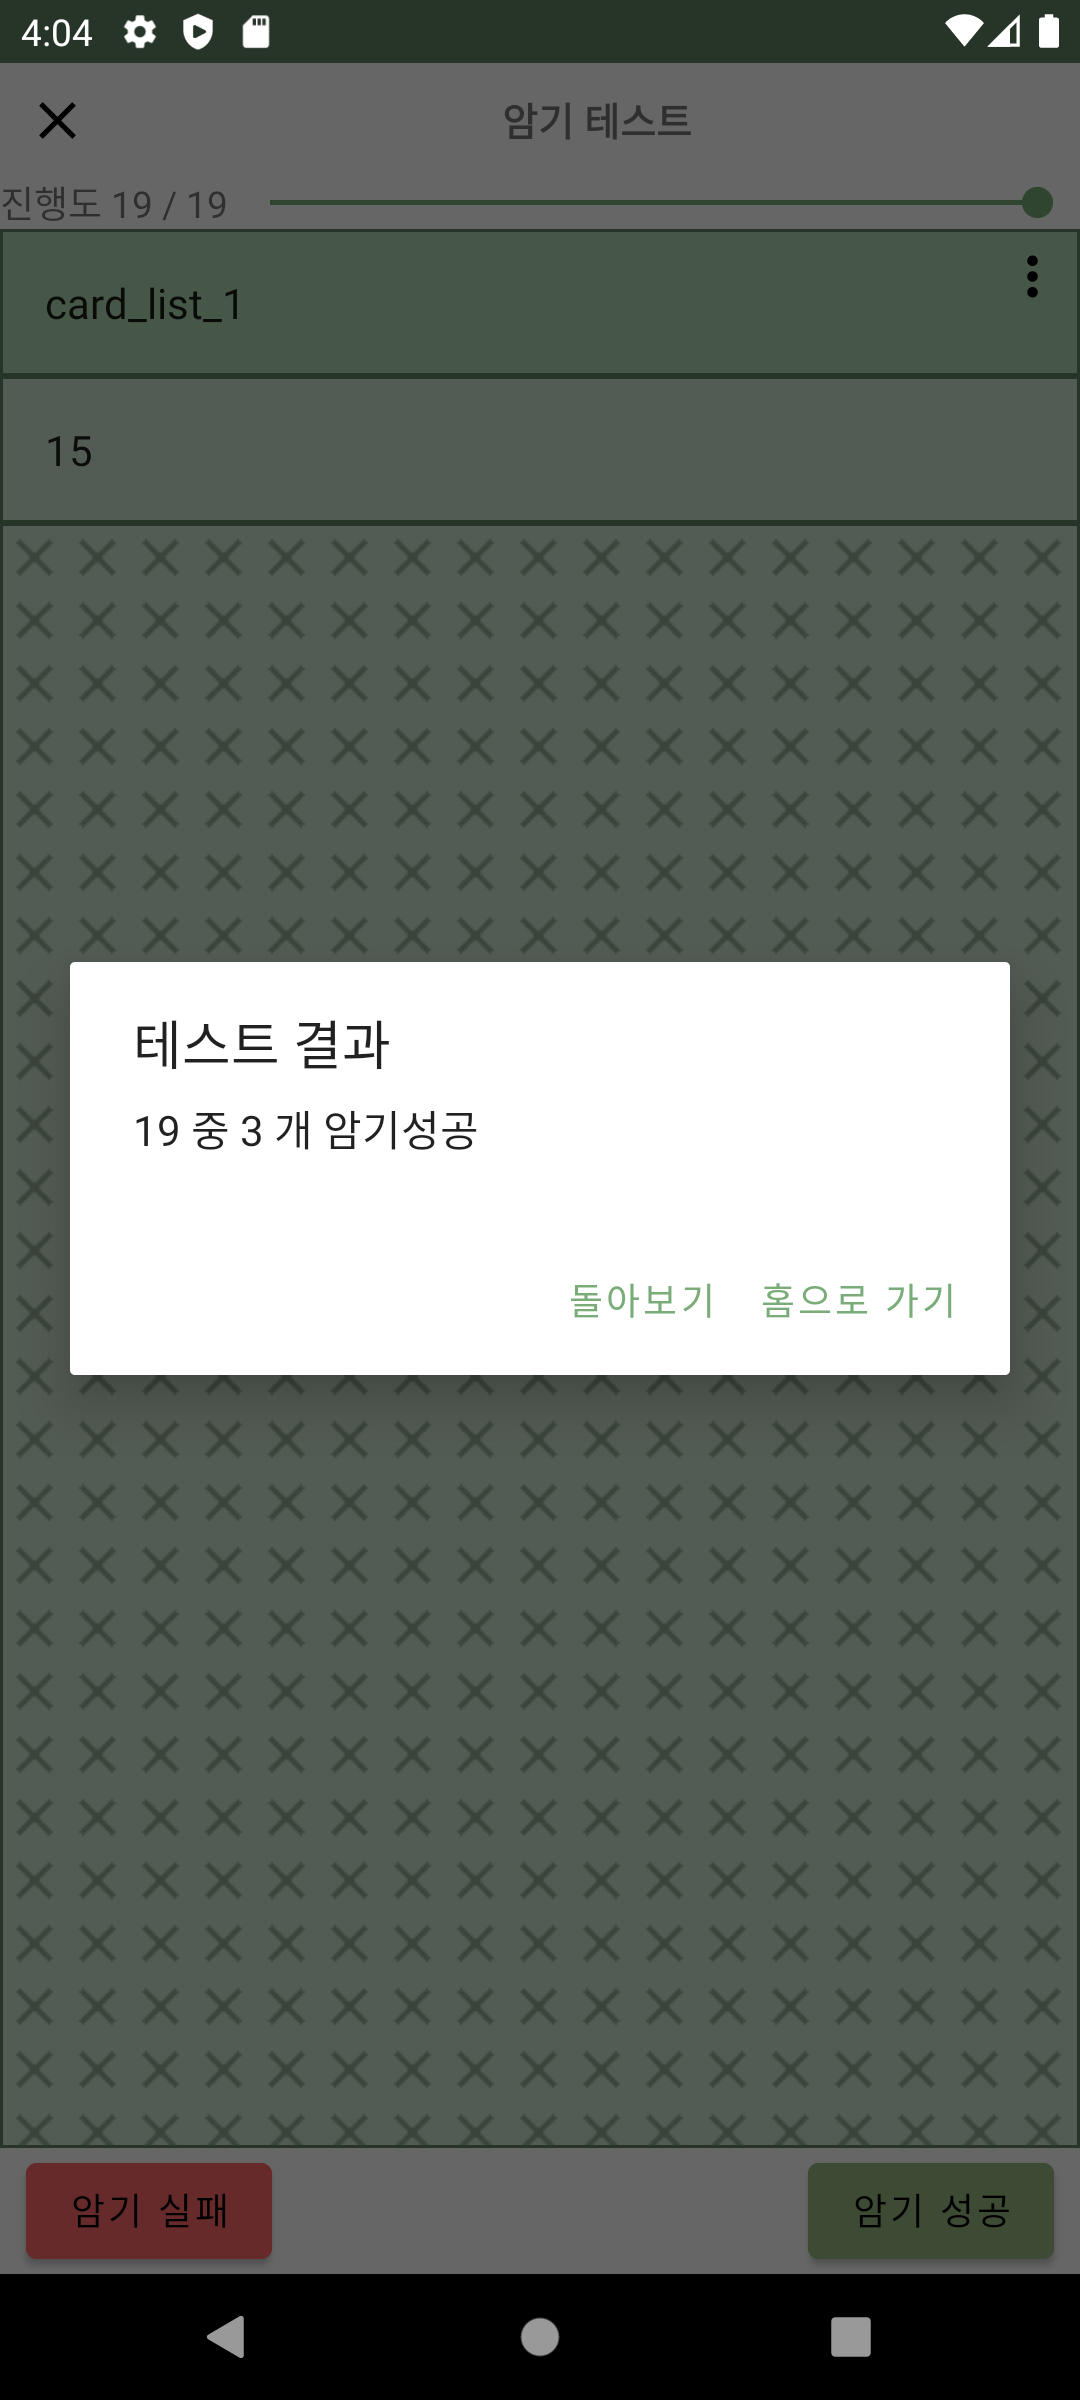 4:04
암기 테스트
진행도 19 / 19
card_list_1
15
테스트 결과
19 중 3 개 암기성공
돌아보기 홈으로 가기
암기 실패 암기 성공